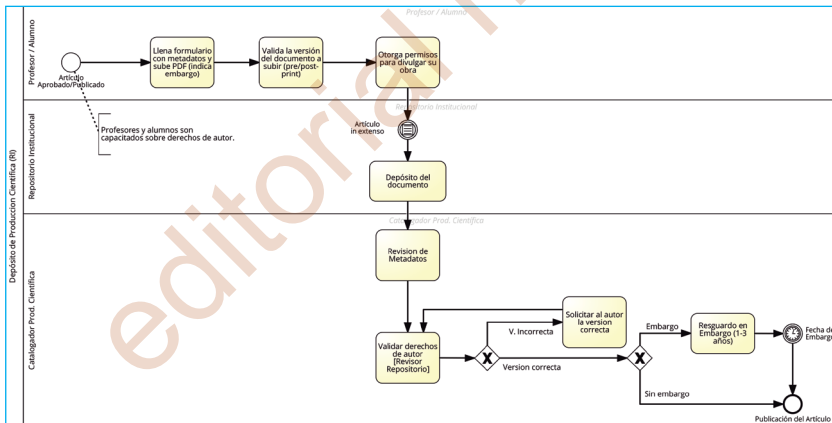 Depósito de Produccion Científica (RI)
Profesor / Alumno
Profesor / Alumno
Artículo
Aprobado/Publicado
Llena formulario
con metadatos y
sube PDF (indica
embargo)
Valida la versión
del documento a
subir (pre/post-
print)
Otorga permisos
para divulgar su
obra
Profesores y alumnos son
capacitados sobre derechos de autor.
Repositorio Institucional
Repositorio Institucional
Artículo
in extenso
Depósito del
documento
Catalogador Prod. Científica
Catalogador Prod. Científica
Revision de
Metadatos
Validar derechos
de autor
[Revisor
Repositorio]
V. Incorrecta
Solicitar al autor
la version
correcta
Version correcta
Embargo
Resguardo en
Embargo (1-3
años)
Fecha de
Embargo
Sin embargo
Publicación del Artículo
editorial